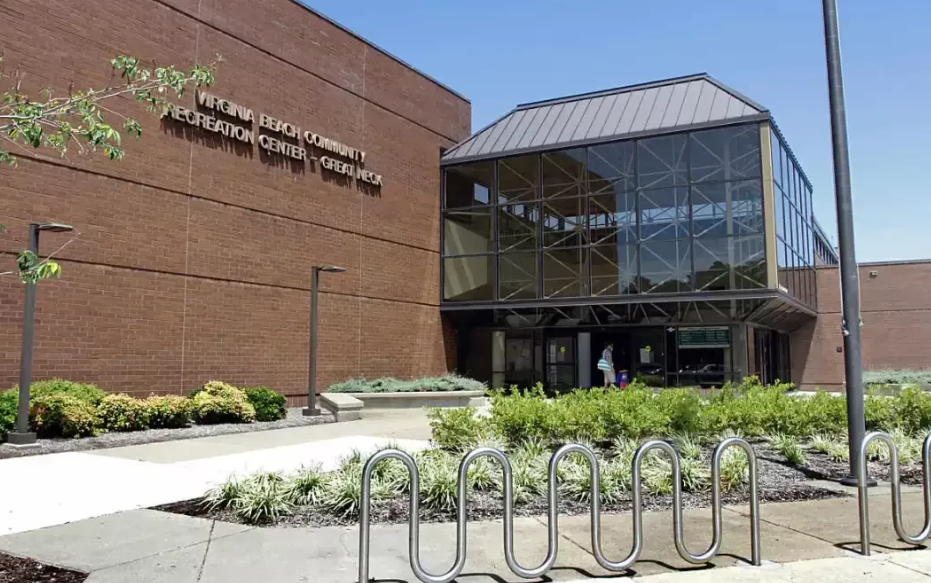 VIRGINIA BEACH COMMUNITY
RECREATION CENTER - GREAT NECK